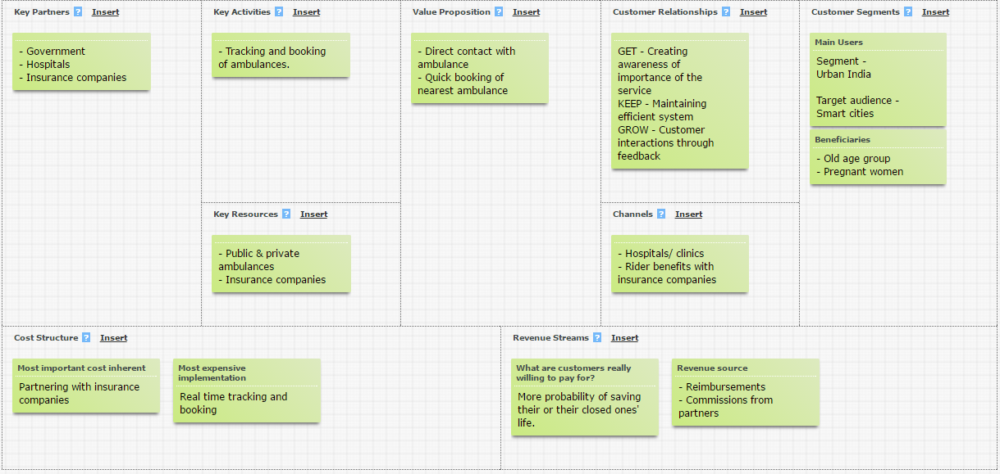 Key Partners ? Insert
- Government
- Hospitals
- Insurance companies
Key Activities ? Insert
- Tracking and booking
of ambulances.
Key Resources ? Insert
- Public & private
ambulances
- Insurance companies
Value Proposition ? Insert
- Direct contact with
ambulance
- Quick booking of
nearest ambulance
Customer Relationships ? Insert
GET - Creating
awareness of
importance of the
service
KEEP - Maintaining
efficient system
GROW - Customer
interactions through
feedback
Channels ? Insert
- Hospitals/ clinics
- Rider benefits with
insurance companies
Customer Segments ? Insert
Main Users
Segment -
Urban India
Target audience -
Smart cities
Beneficiaries
- Old age group
- Pregnant women
Cost Structure ? Insert
Most important cost inherent
Partnering with insurance
companies
Most expensive
implementation
Real time tracking and
booking
Revenue Streams ? Insert
What are customers really
willing to pay for?
More probability of saving
their or their closed ones'
life.
Revenue source
- Reimbursements
- Commissions from
partners